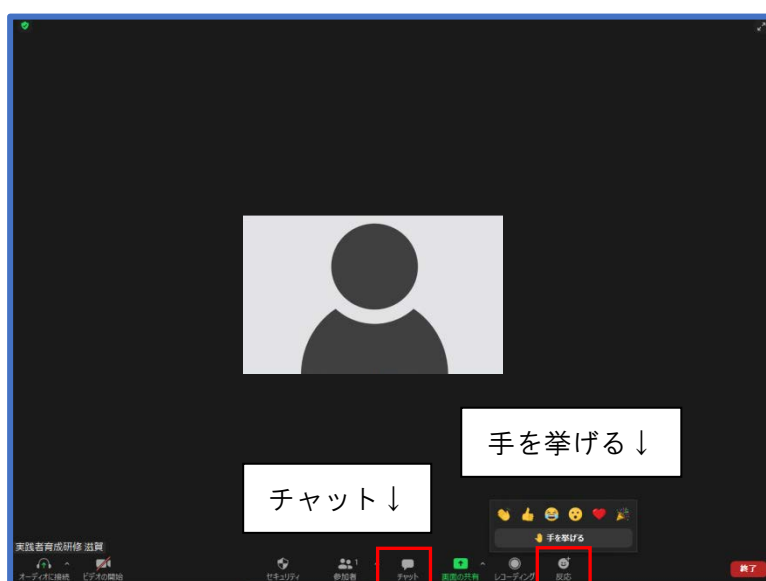 手を挙げる↓
チャット↓
手を挙げる
実践者育成研修 滋賀
1
オーディオに接続 ビデオの開始 セキュリティ 参加者 チャット 画面の共有 レコーディング 反応 終了